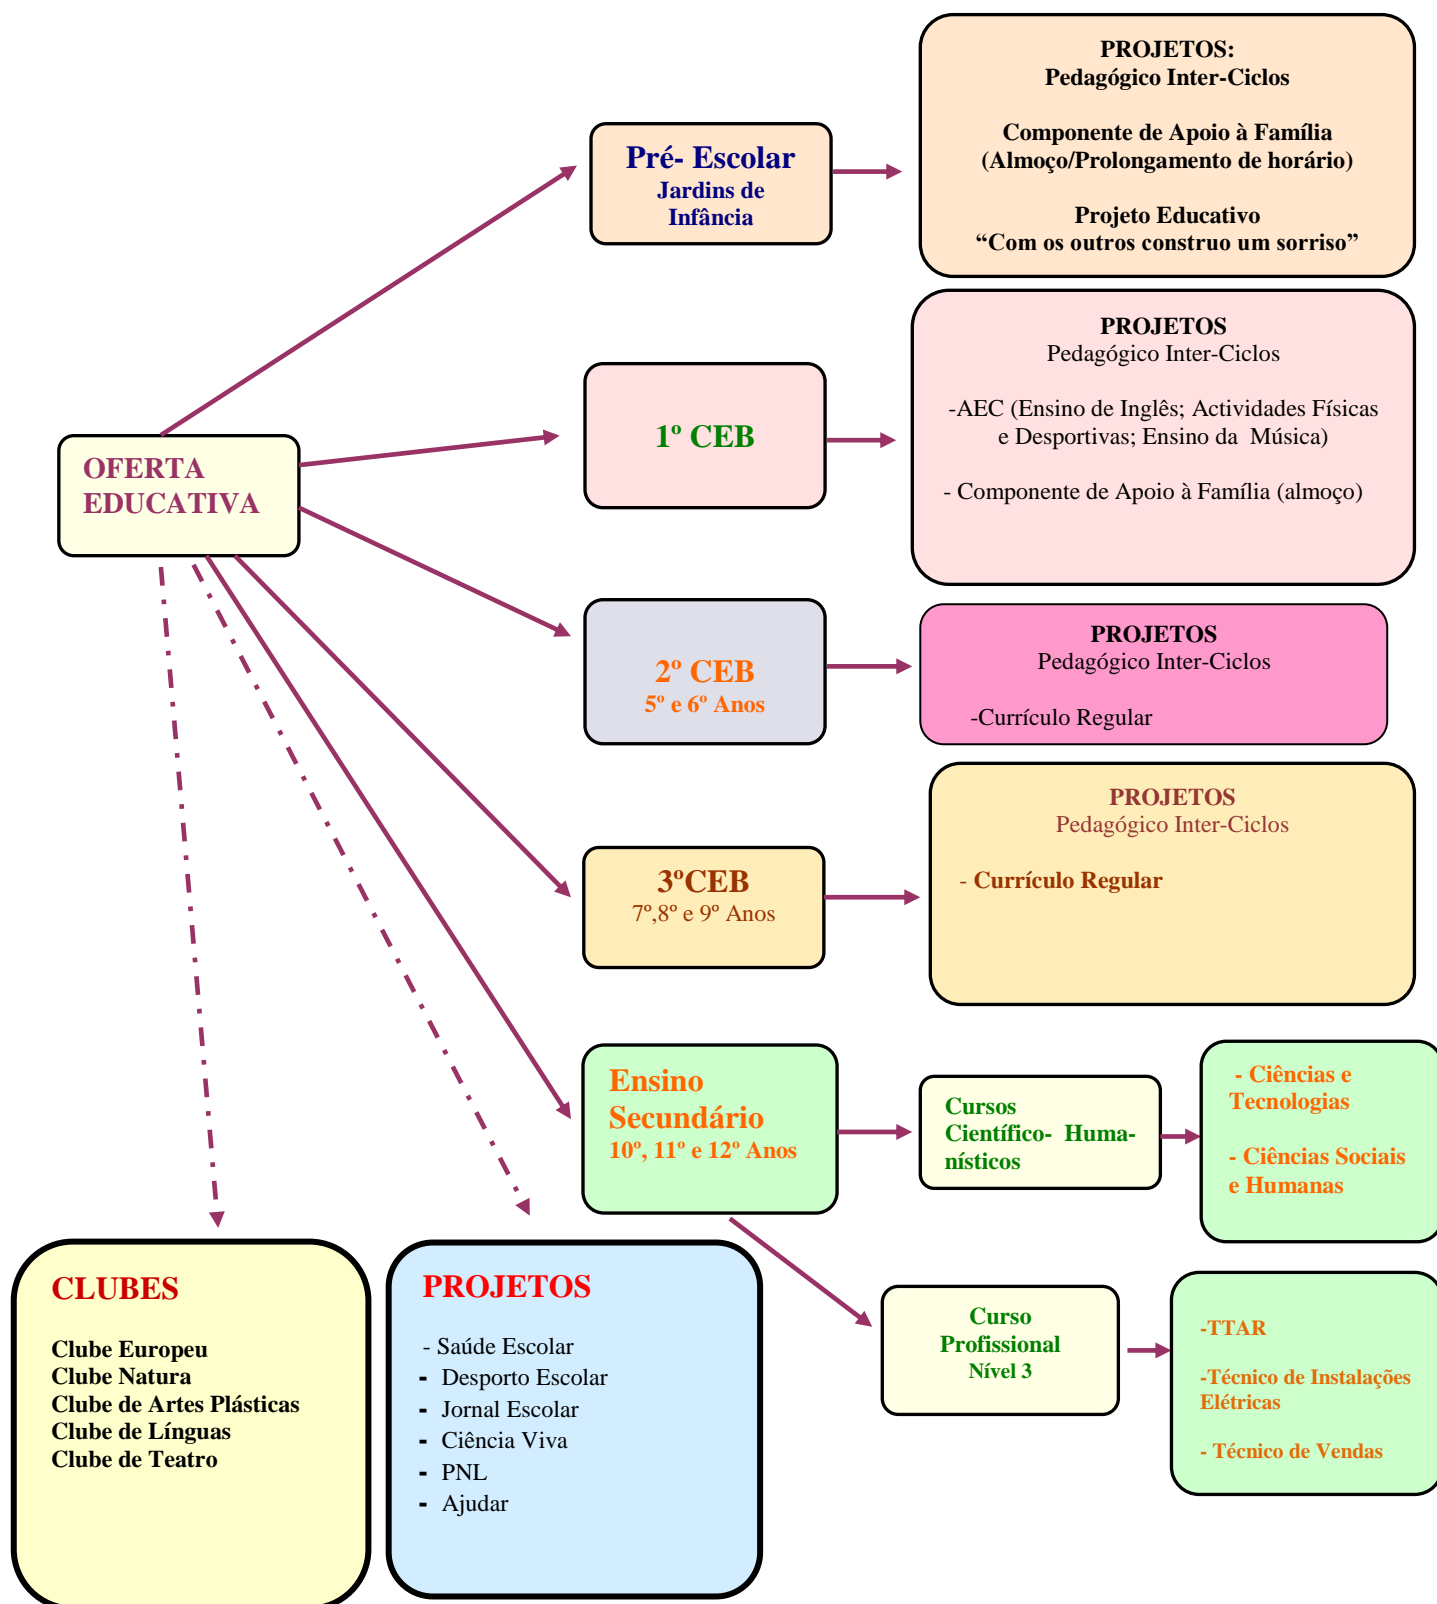 PROJETOS:
Pedagógico Inter-Ciclos
Componente de Apoio à Família
(Almoço/Prolongamento de horário)
Projeto Educativo
“Com os outros construo um sorriso”
Pré- Escolar
Jardins de
Infância
PROJETOS
Pedagógico Inter-Ciclos
-AEC (Ensino de Inglês; Actividades Físicas
e Desportivas; Ensino da Música)
- Componente de Apoio à Família (almoço)
1º CEB
OFERTA
EDUCATIVA
2º CEB
5º e 6º Anos
PROJETOS
Pedagógico Inter-Ciclos
-Currículo Regular
3ºCEB
7º,8º e 9º Anos
PROJETOS
Pedagógico Inter-Ciclos
- Currículo Regular
Ensino
Secundário
10º, 11º e 12º Anos
Cursos
Científico- Huma-
nísticos
- Ciências e
Tecnologias
- Ciências Sociais
e Humanas
Curso
Profissional
Nível 3
-TTAR
-Técnico de Instalações
Elétricas
- Técnico de Vendas
CLUBES
Clube Europeu
Clube Natura
Clube de Artes Plásticas
Clube de Línguas
Clube de Teatro
PROJETOS
- Saúde Escolar
- Desporto Escolar
- Jornal Escolar
- Ciência Viva
- PNL
- Ajudar